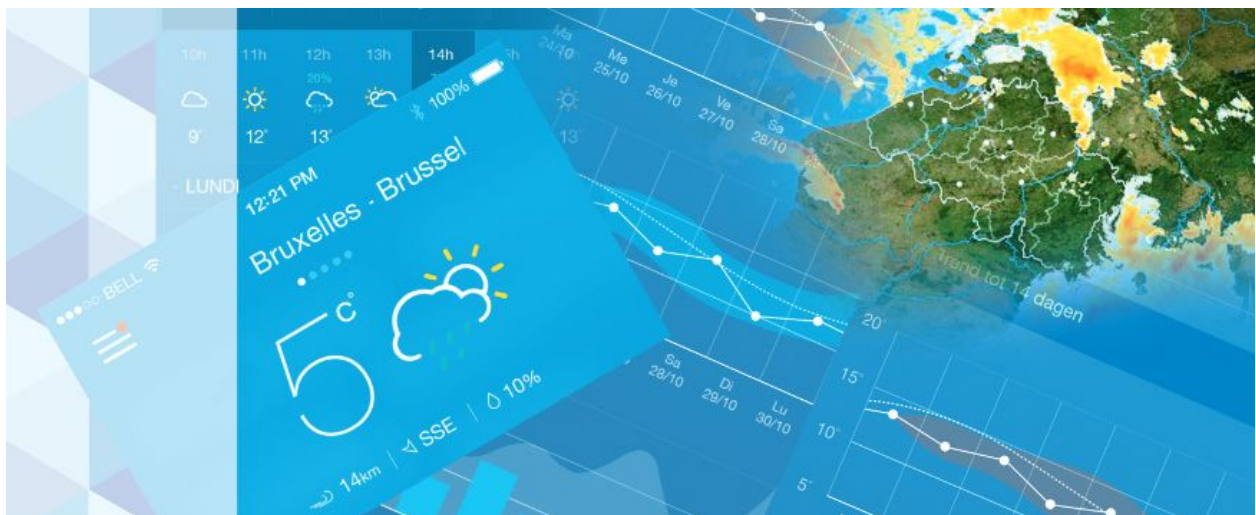 10h 11h 12h 13h 14h
20%
9° 12° 13° 13°
LUNDI
BELL
100%
12:21 PM
Bruxelles - Brussel
5°C
14km | SSE | 10%
Ma 24/10
Me 25/10
Je 26/10
Ve 27/10
Sa 28/10
Sa 28/10
Di 29/10
Lu 30/10
trend tot 14 dagen
20°
15°
10°
5°